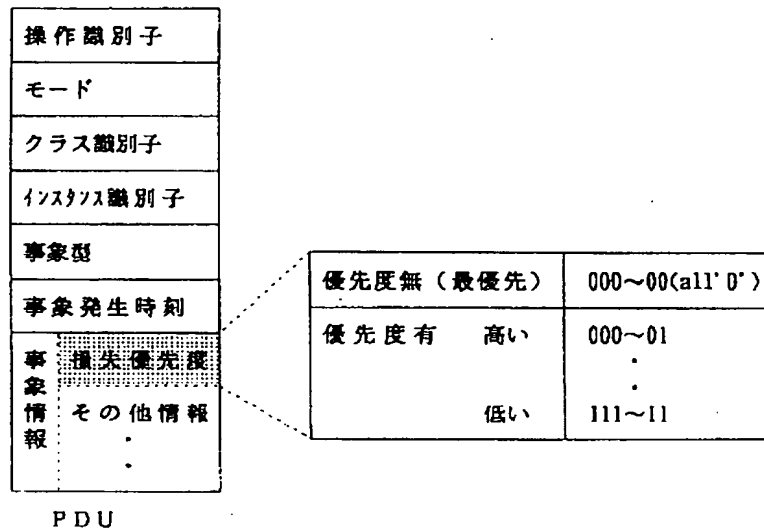 操作識別子
モード
クラス識別子
インスタンス識別子
事象型
事象発生時刻
事象情報
損失優先度
その他情報
・
・
PDU
優先度無(最優先) 000~00(all'0')
優先度有 高い 000~01
・
・
低い 111~11